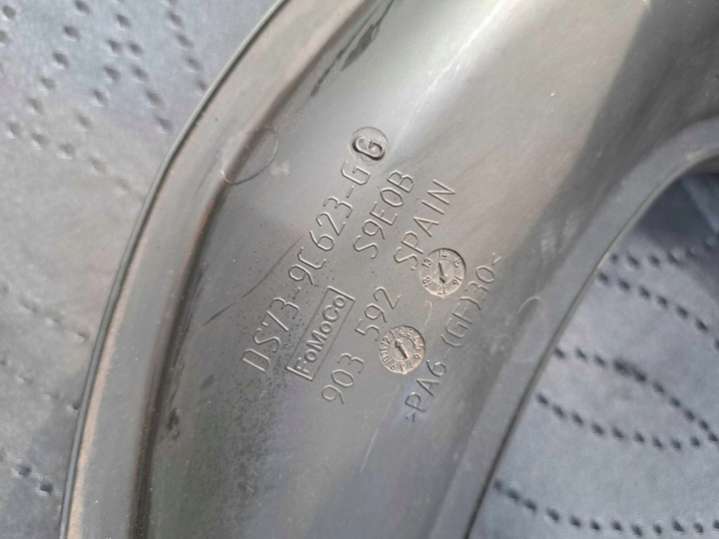 DS73-9C623-GG
FoMoCo S9E0B
903 592 SPAIN
>PA6 (GF)30<